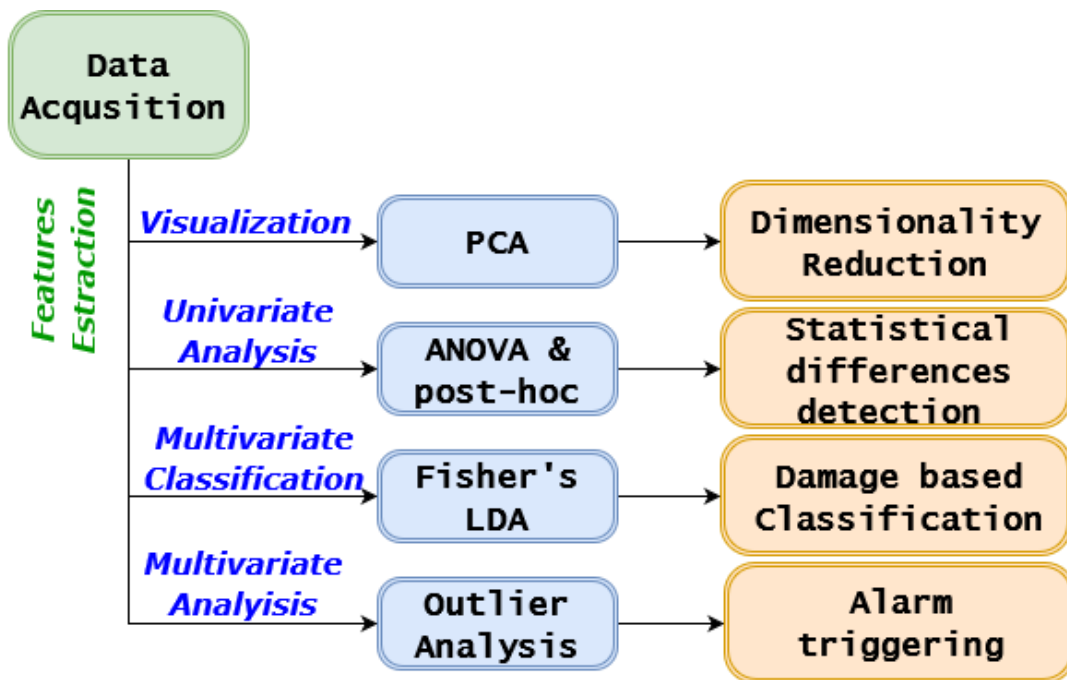 Data
Acqusition
Features
Estraction
Visualization
PCA
Dimensionality
Reduction
Univariate
Analysis
ANOVA &
post-hoc
Statistical
differences
detection
Multivariate
Classification
Fisher's
LDA
Damage based
Classification
Multivariate
Analyisis
Outlier
Analysis
Alarm
triggering